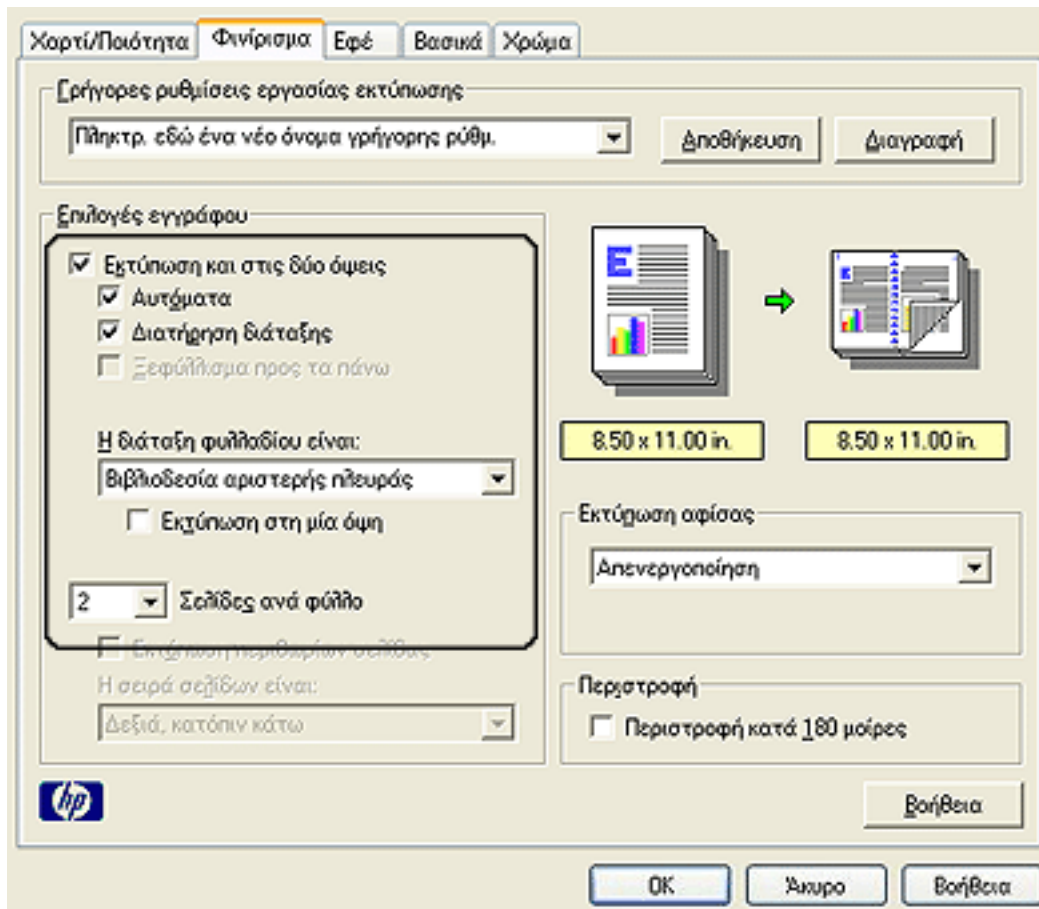 Χαρτί/Ποιότητα Φινίρισμα Εφέ Βασικά Χρώμα
Γρήγορες ρυθμίσεις εργασίας εκτύπωσης
Πληκτρ. εδώ ένα νέο όνομα γρήγορης ρύθμ.
Αποθήκευση Διαγραφή
Επιλογές εγγράφου
Εκτύπωση και στις δύο όψεις
Αυτόματα
Διατήρηση διάταξης
Ξεφύλλισμα προς τα πάνω
Η διάταξη φυλλαδίου είναι:
Βιβλιοδεσία αριστερής πλευράς
Εκτύπωση στη μία όψη
2 Σελίδες ανά φύλλο
Εκτύπωση περιθωρίων σελίδας
Η σειρά σελίδων είναι:
Δεξιά, κατόπιν κάτω
8.50 x 11.00 in.
8.50 x 11.00 in.
Εκτύπωση αφίσας
Απενεργοποίηση
Περιστροφή
Περιστροφή κατά 180 μοίρες
hp
Βοήθεια
OK Άκυρο Βοήθεια